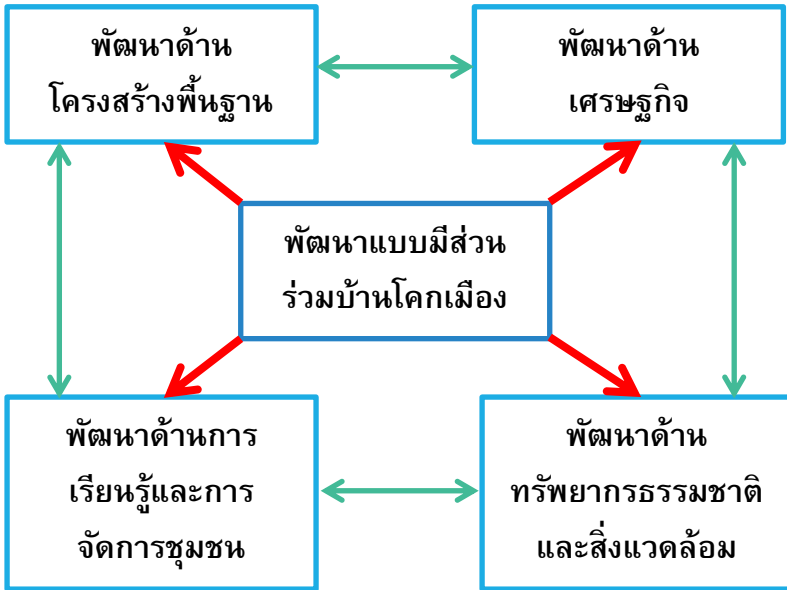 พัฒนาด้าน
โครงสร้างพื้นฐาน
พัฒนาด้าน
เศรษฐกิจ
พัฒนาแบบมีส่วน
ร่วมบ้านโคกเมือง
พัฒนาด้านการ
เรียนรู้และการ
จัดการชุมชน
พัฒนาด้าน
ทรัพยากรธรรมชาติ
และสิ่งแวดล้อม